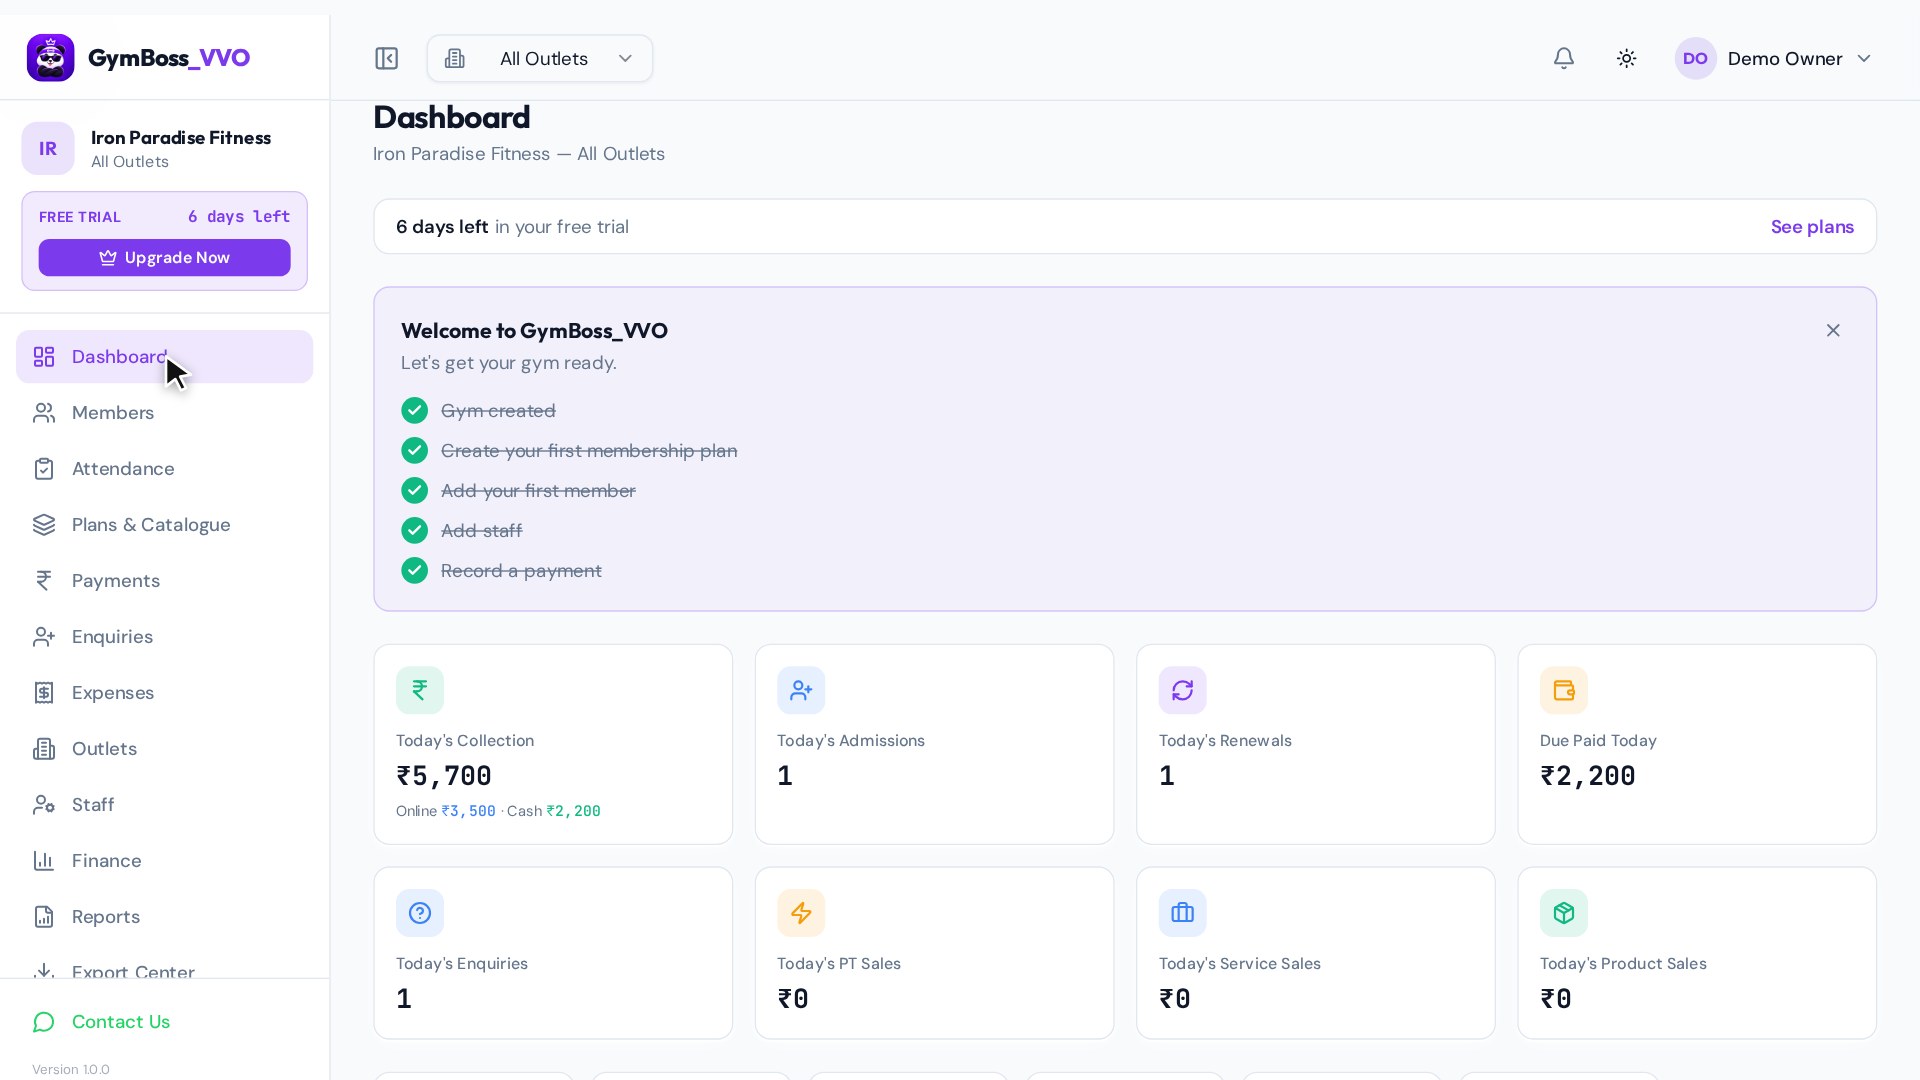 GymBoss_VVO
All Outlets
DO
Demo Owner
IR
Iron Paradise Fitness
All Outlets
FREE TRIAL
6 days left
Upgrade Now
Dashboard
Members
Attendance
Plans & Catalogue
Payments
Enquiries
Expenses
Outlets
Staff
Finance
Reports
Export Center
Contact Us
Version 1.0.0
Dashboard
Iron Paradise Fitness — All Outlets
6 days left in your free trial
See plans
Welcome to GymBoss_VVO
Let's get your gym ready.
Gym created
Create your first membership plan
Add your first member
Add staff
Record a payment
Today's Collection
₹5,700
Online ₹3,500 · Cash ₹2,200
Today's Admissions
1
Today's Renewals
1
Due Paid Today
₹2,200
Today's Enquiries
1
Today's PT Sales
₹0
Today's Service Sales
₹0
Today's Product Sales
₹0